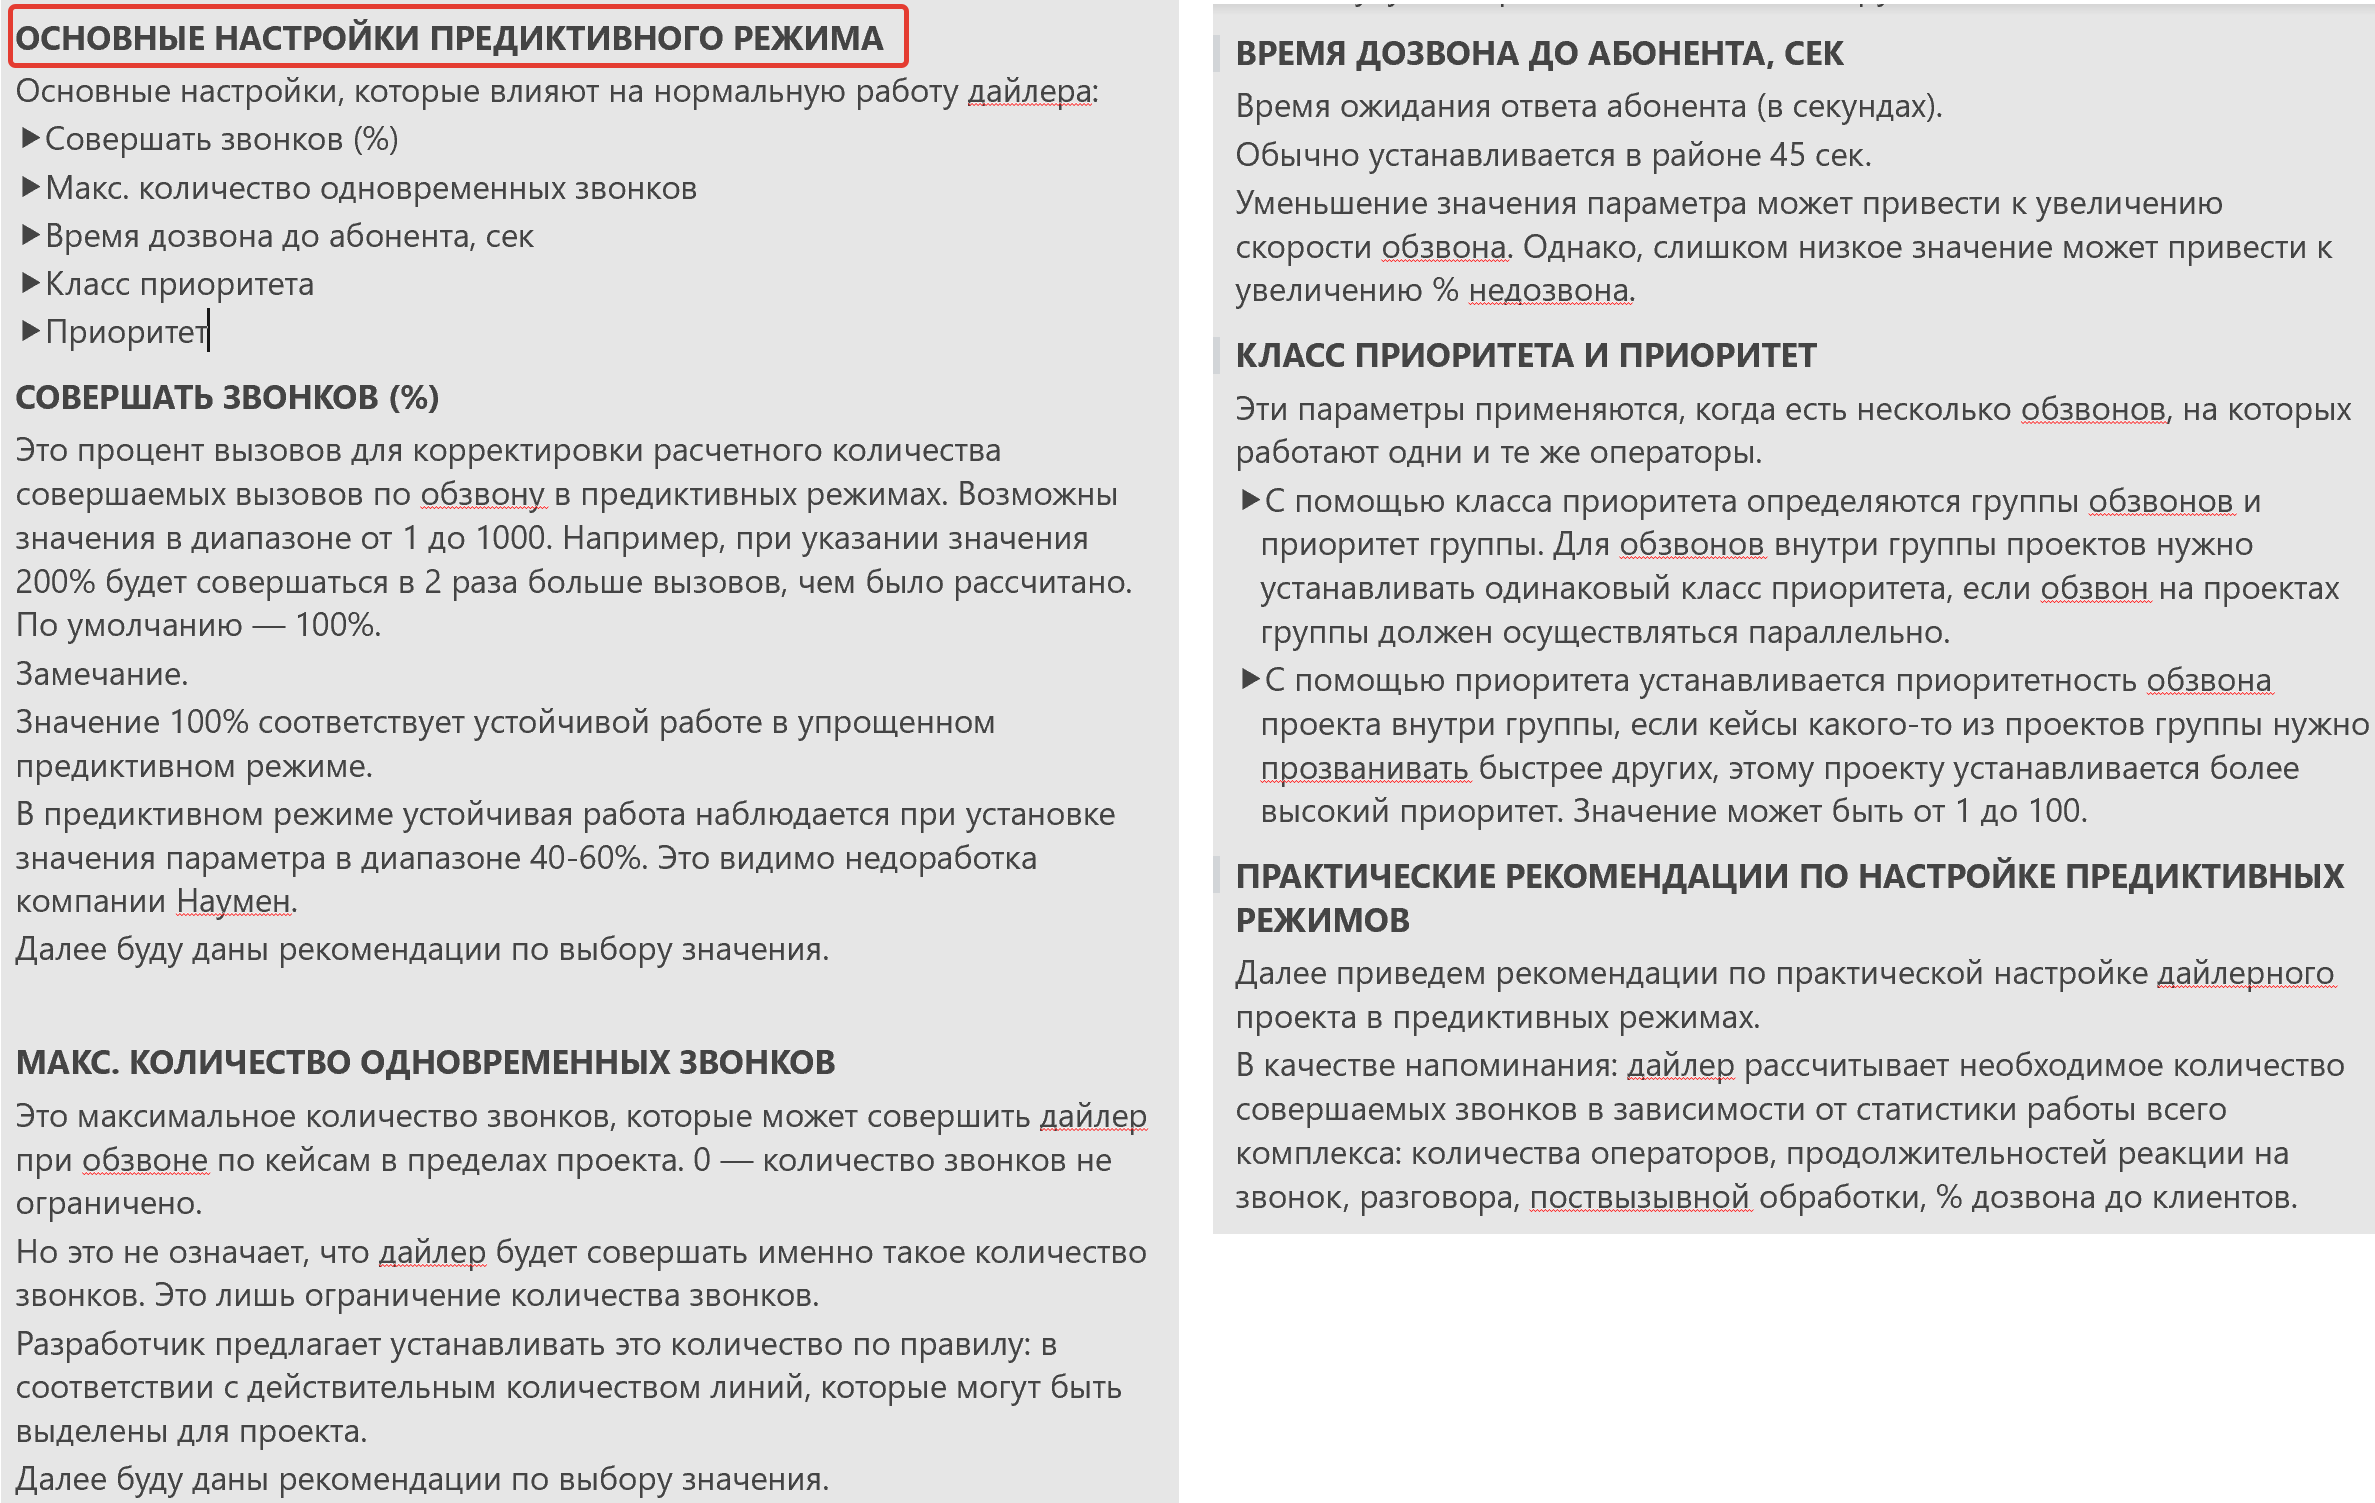 ОСНОВНЫЕ НАСТРОЙКИ ПРЕДИКТИВНОГО РЕЖИМА
Основные настройки, которые влияют на нормальную работу дайлера:
▶Совершать звонков (%)
▶Макс. количество одновременных звонков
▶Время дозвона до абонента, сек
▶Класс приоритета
▶Приоритет
СОВЕРШАТЬ ЗВОНКОВ (%)
Это процент вызовов для корректировки расчетного количества
совершаемых вызовов по обзвону в предиктивных режимах. Возможны
значения в диапазоне от 1 до 1000. Например, при указании значения
200% будет совершаться в 2 раза больше вызовов, чем было рассчитано.
По умолчанию — 100%.
Замечание.
Значение 100% соответствует устойчивой работе в упрощенном
предиктивном режиме.
В предиктивном режиме устойчивая работа наблюдается при установке
значения параметра в диапазоне 40-60%. Это видимо недоработка
компании Наумен.
Далее буду даны рекомендации по выбору значения.
МАКС. КОЛИЧЕСТВО ОДНОВРЕМЕННЫХ ЗВОНКОВ
Это максимальное количество звонков, которые может совершить дайлер
при обзвоне по кейсам в пределах проекта. 0 — количество звонков не
ограничено.
Но это не означает, что дайлер будет совершать именно такое количество
звонков. Это лишь ограничение количества звонков.
Разработчик предлагает устанавливать это количество по правилу: в
соответствии с действительным количеством линий, которые могут быть
выделены для проекта.
Далее буду даны рекомендации по выбору значения.
ВРЕМЯ ДОЗВОНА ДО АБОНЕНТА, СЕК
Время ожидания ответа абонента (в секундах).
Обычно устанавливается в районе 45 сек.
Уменьшение значения параметра может привести к увеличению
скорости обзвона. Однако, слишком низкое значение может привести к
увеличению % недозвона.
КЛАСС ПРИОРИТЕТА И ПРИОРИТЕТ
Эти параметры применяются, когда есть несколько обзвонов, на которых
работают одни и те же операторы.
▶С помощью класса приоритета определяются группы обзвонов и
приоритет группы. Для обзвонов внутри группы проектов нужно
устанавливать одинаковый класс приоритета, если обзвон на проектах
группы должен осуществляться параллельно.
▶С помощью приоритета устанавливается приоритетность обзвона
проекта внутри группы, если кейсы какого-то из проектов группы нужно
прозванивать быстрее других, этому проекту устанавливается более
высокий приоритет. Значение может быть от 1 до 100.
ПРАКТИЧЕСКИЕ РЕКОМЕНДАЦИИ ПО НАСТРОЙКЕ ПРЕДИКТИВНЫХ
РЕЖИМОВ
Далее приведем рекомендации по практической настройке дайлерного
проекта в предиктивных режимах.
В качестве напоминания: дайлер рассчитывает необходимое количество
совершаемых звонков в зависимости от статистики работы всего
комплекса: количества операторов, продолжительностей реакции на
звонок, разговора, поствызывной обработки, % дозвона до клиентов.